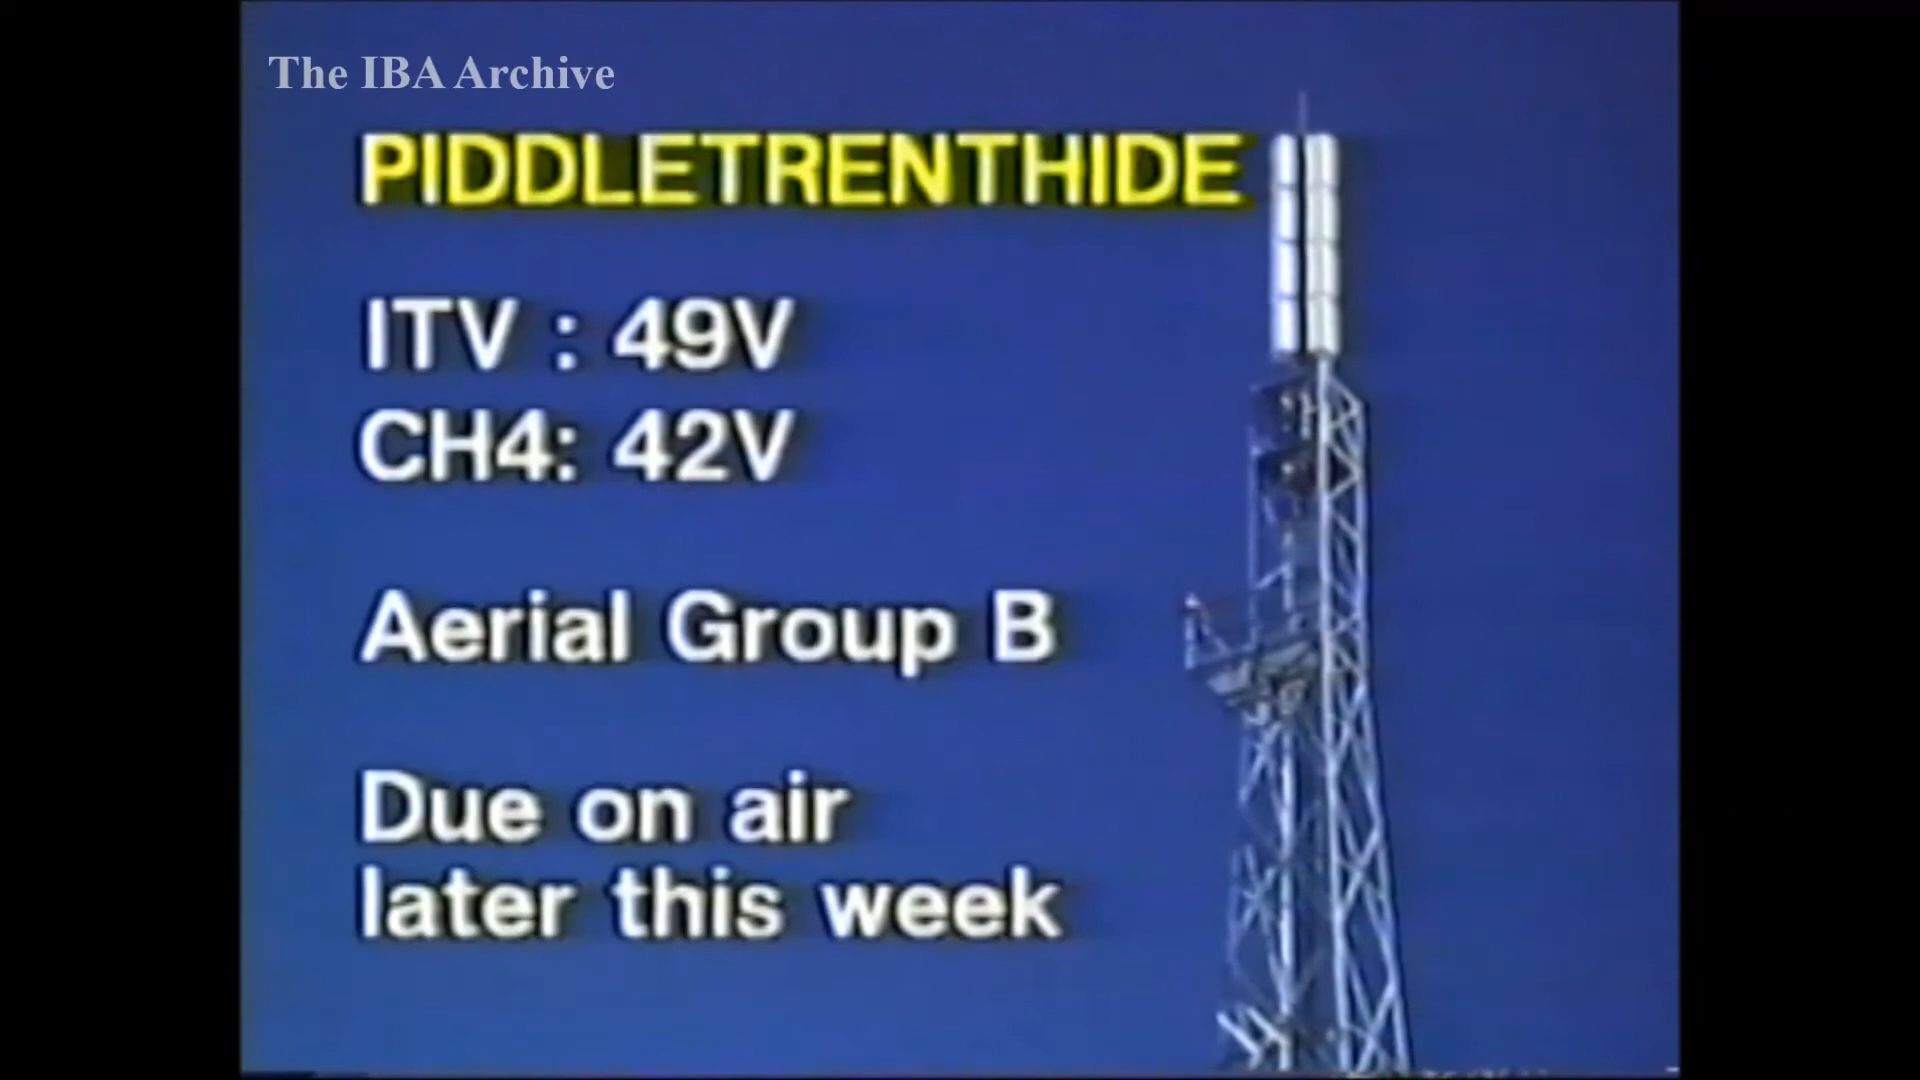 The IBA Archive
PIDDLETRENTHIDE
ITV : 49V
CH4: 42V
Aerial Group B
Due on air
later this week